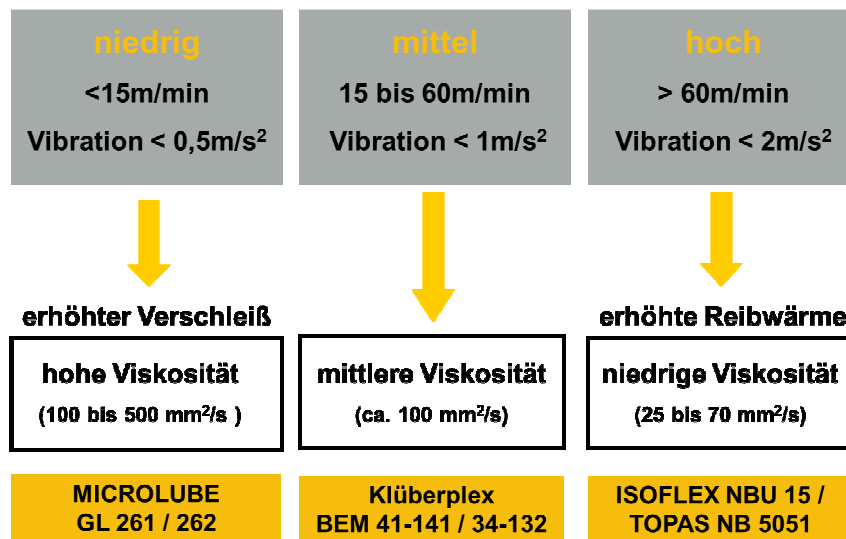 niedrig
<15m/min
Vibration < 0,5m/s²
mittel
15 bis 60m/min
Vibration < 1m/s²
hoch
> 60m/min
Vibration < 2m/s²
erhöhter Verschleiß
hohe Viskosität
(100 bis 500 mm²/s )
mittlere Viskosität
(ca. 100 mm²/s)
erhöhte Reibwärme
niedrige Viskosität
(25 bis 70 mm²/s)
MICROLUBE
GL 261 / 262
Klüberplex
BEM 41-141 / 34-132
ISOFLEX NBU 15 /
TOPAS NB 5051